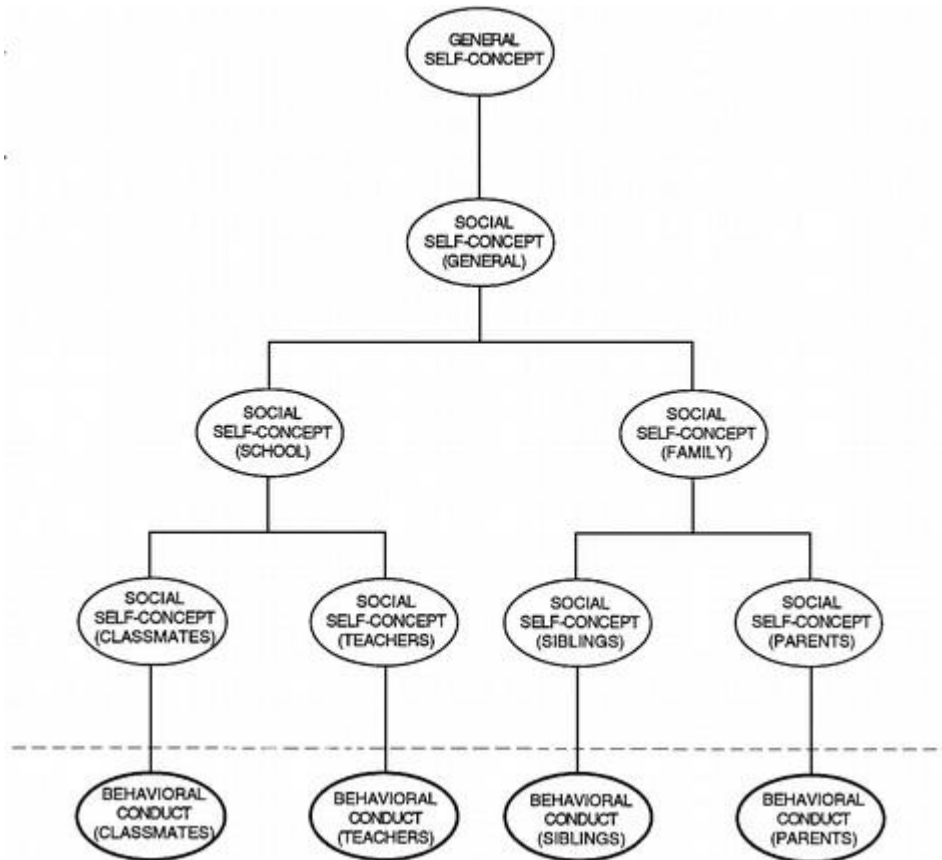 GENERAL
SELF-CONCEPT
SOCIAL
SELF-CONCEPT
(GENERAL)
SOCIAL
SELF-CONCEPT
(SCHOOL)
SOCIAL
SELF-CONCEPT
(FAMILY)
SOCIAL
SELF-CONCEPT
(CLASSMATES)
SOCIAL
SELF-CONCEPT
(TEACHERS)
SOCIAL
SELF-CONCEPT
(SIBLINGS)
SOCIAL
SELF-CONCEPT
(PARENTS)
BEHAVIORAL
CONDUCT
(CLASSMATES)
BEHAVIORAL
CONDUCT
(TEACHERS)
BEHAVIORAL
CONDUCT
(SIBLINGS)
BEHAVIORAL
CONDUCT
(PARENTS)